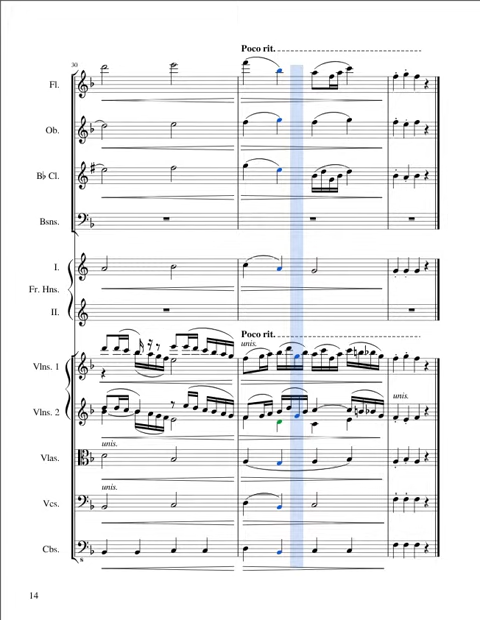 Poco rit.
30
Fl.
Ob.
B♭ Cl.
Bsns.
I.
Fr. Hns.
II.
Poco rit.
unis.
Vlns. 1
unis.
Vlns. 2
unis.
Vlas.
unis.
Vcs.
Cbs.
8
14